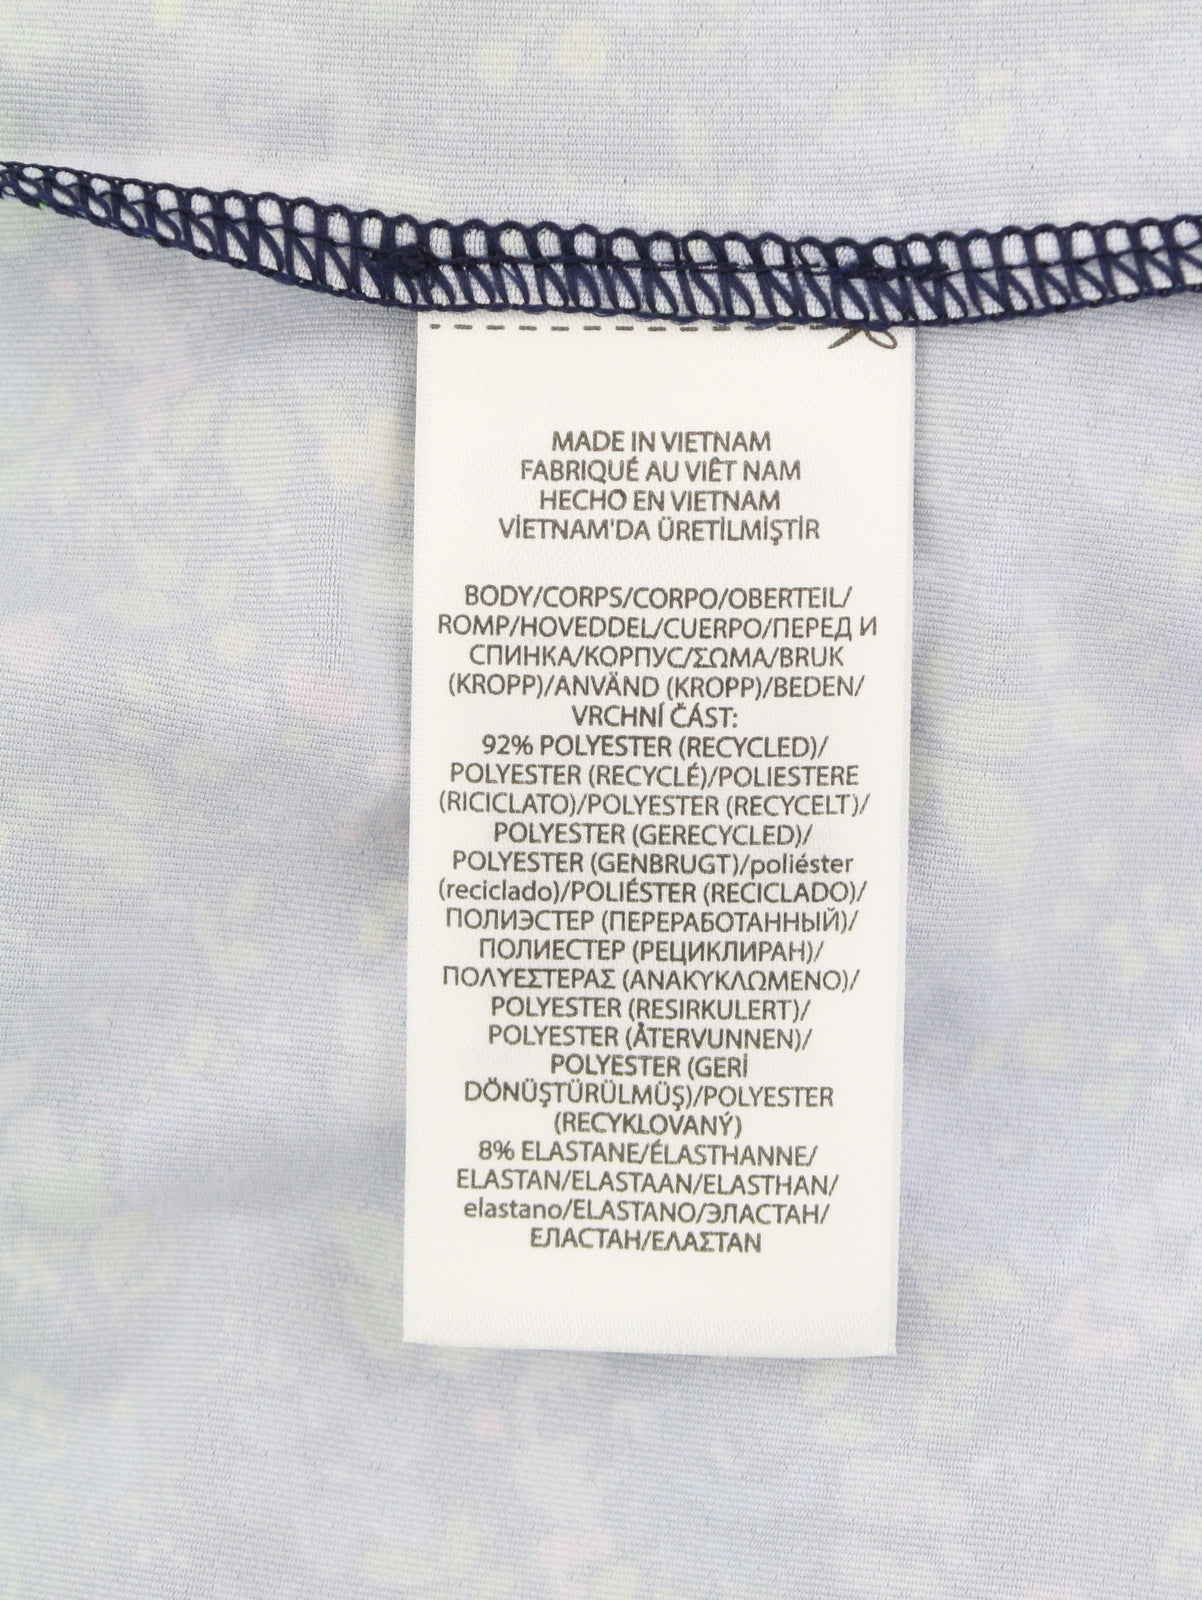 MADE IN VIETNAM
FABRIQUÉ AU VIÊT NAM
HECHO EN VIETNAM
VİETNAM'DA ÜRETİLMİŞTİR
BODY/CORPS/CORPO/OBERTEIL/
ROMP/HOVEDDEL/CUERPO/ПЕРЕД И
СПИНКА/КОРПУС/ΣΩΜΑ/BRUK
(KROPP)/ANVÄND (KROPP)/BEDEN/
VRCHNÍ ČÁST:
92% POLYESTER (RECYCLED)/
POLYESTER (RECYCLÉ)/POLIESTERE
(RICICLATO)/POLYESTER (RECYCELT)/
POLYESTER (GERECYCLED)/
POLYESTER (GENBRUGT)/poliéster
(reciclado)/POLIÉSTER (RECICLADO)/
ПОЛИЭСТЕР (ПЕРЕРАБОТАННЫЙ)/
ПОЛИЕСТЕР (РЕЦИКЛИРАН)/
ΠΟΛΥΕΣΤΕΡΑΣ (ΑΝΑΚΥΚΛΩΜΕΝΟ)/
POLYESTER (RESIRKULERT)/
POLYESTER (ÅTERVUNNEN)/
POLYESTER (GERİ
DÖNÜŞTÜRÜLMÜŞ)/POLYESTER
(RECYKLOVANÝ)
8% ELASTANE/ÉLASTHANNE/
ELASTAN/ELASTAAN/ELASTHAN/
elastano/ELASTANO/ЭЛАСТАН/
ЕЛАСТАН/ΕΛΑΣΤΑΝ